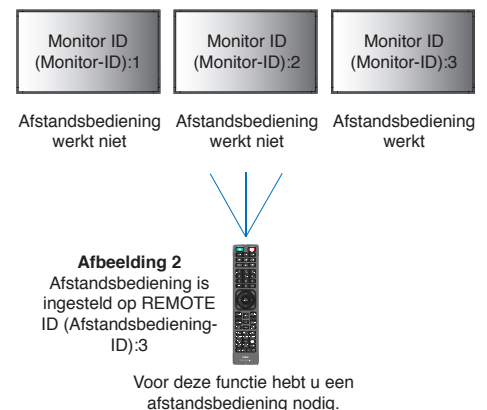 Monitor ID
(Monitor-ID):1
Monitor ID
(Monitor-ID):2
Monitor ID
(Monitor-ID):3
Afstandsbediening
werkt niet
Afstandsbediening
werkt niet
Afstandsbediening
werkt
Afbeelding 2
Afstandsbediening is
ingesteld op REMOTE
ID (Afstandsbediening-
ID):3
Voor deze functie hebt u een
afstandsbediening nodig.